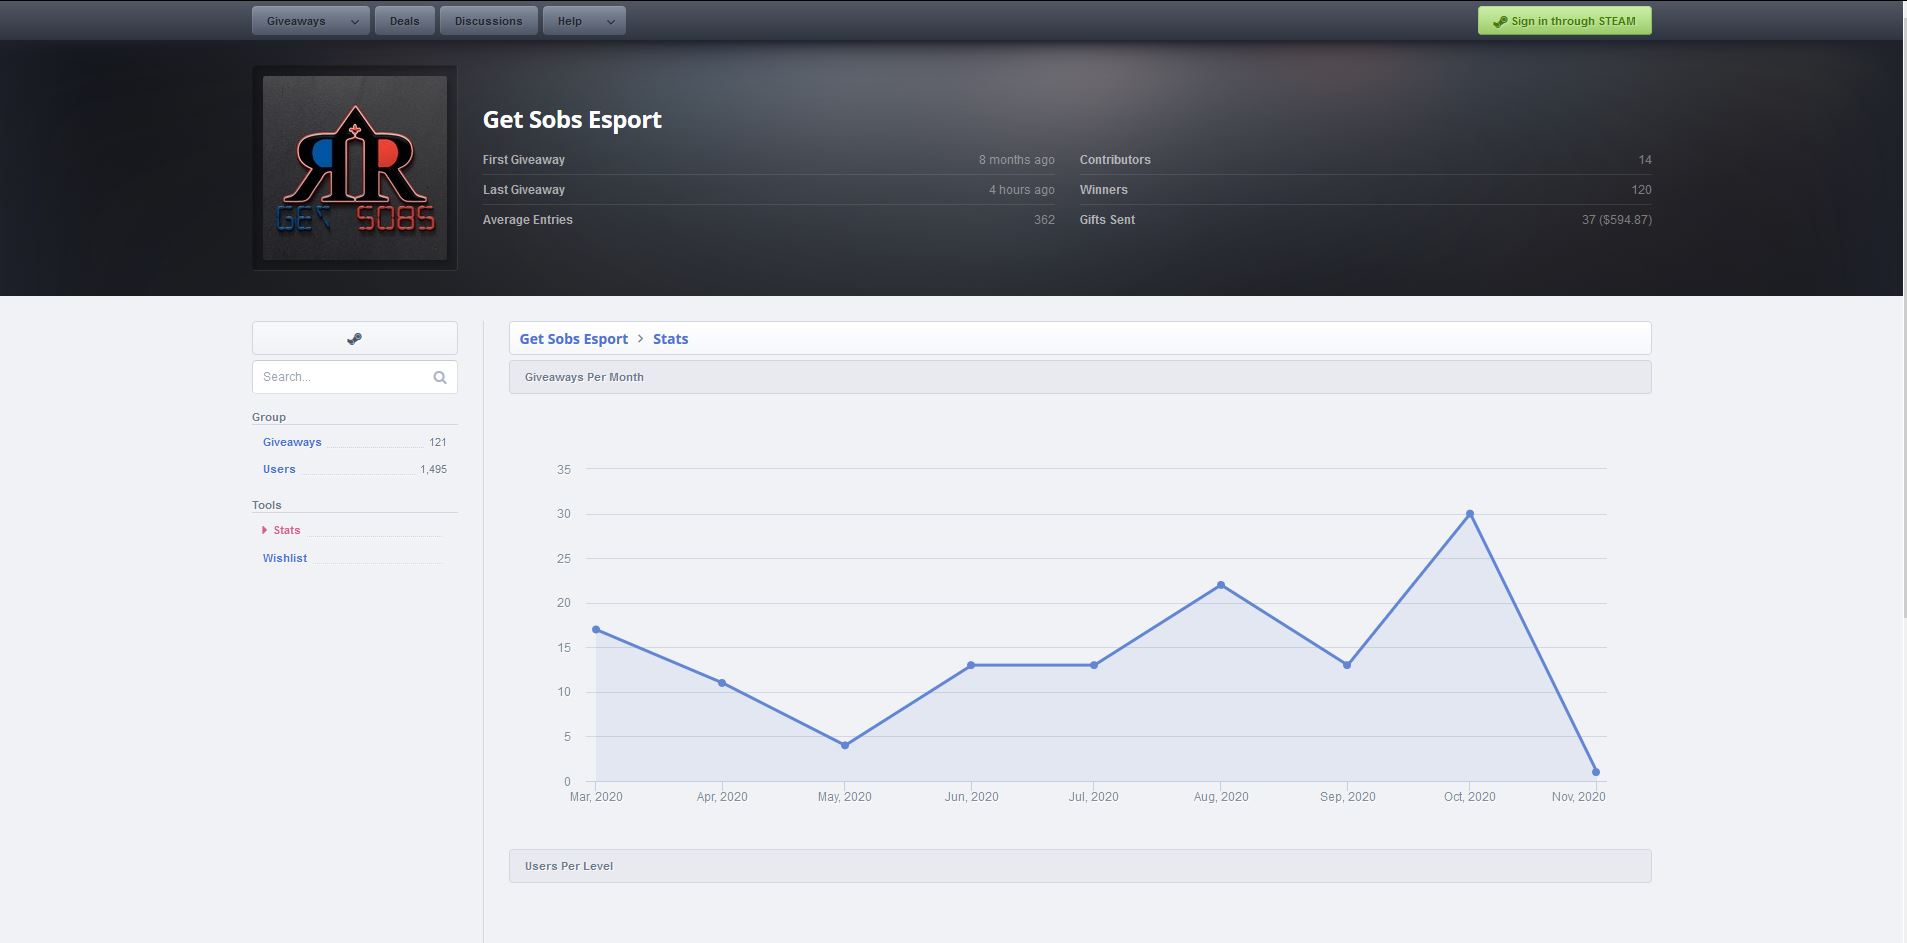 Giveaways Deals Discussions Help Sign in through STEAM
GET SOBS
Get Sobs Esport
First Giveaway 8 months ago Contributors 14
Last Giveaway 4 hours ago Winners 120
Average Entries 362 Gifts Sent 37 ($594.87)
Search...
Group
Giveaways 121
Users 1,495
Tools
Stats
Wishlist
Get Sobs Esport > Stats
Giveaways Per Month
35
30
25
20
15
10
5
0
Mar, 2020 Apr, 2020 May, 2020 Jun, 2020 Jul, 2020 Aug, 2020 Sep, 2020 Oct, 2020 Nov, 2020
Users Per Level